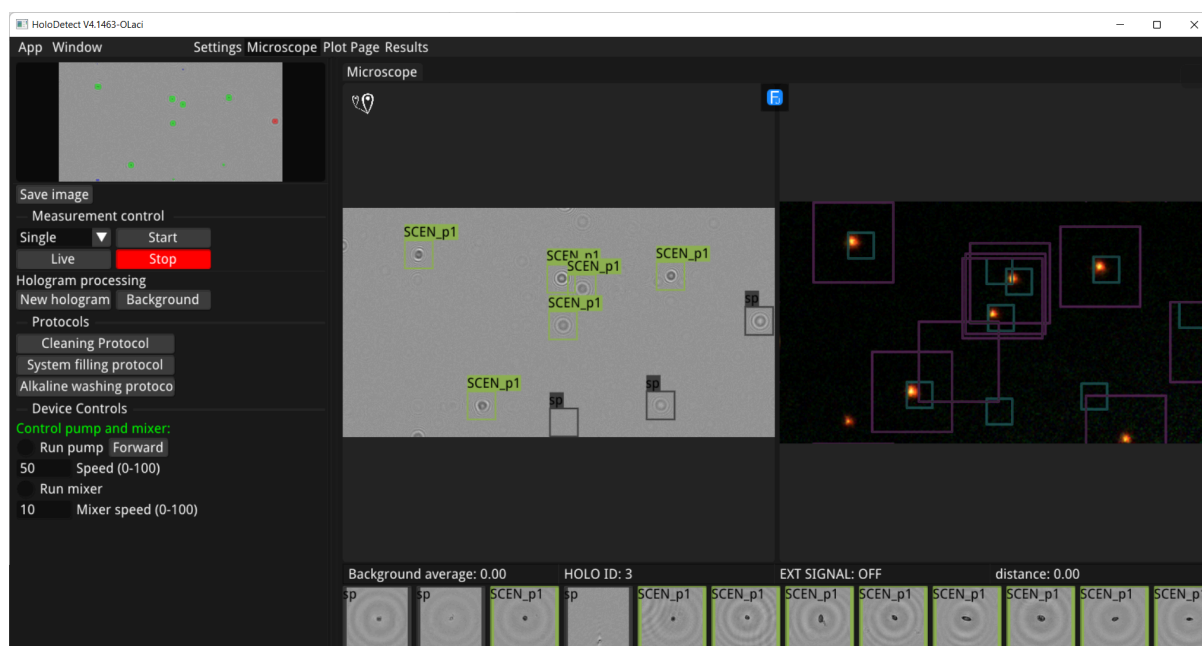 HoloDetect V4.1463-OLaci
App Window Settings Microscope Plot Page Results
Microscope
Save image
Measurement control
Single Start
Live Stop
Hologram processing
New hologram Background
Protocols
Cleaning Protocol
System filling protocol
Alkaline washing protoco
Device Controls
Control pump and mixer:
Run pump Forward
50 Speed (0-100)
Run mixer
10 Mixer speed (0-100)
F
SCEN_p1
SCEN_p1
SCEN_p1
SCEN_p1
SCEN_p1
sp
SCEN_p1
sp
sp
Background average: 0.00 HOLO ID: 3 EXT SIGNAL: OFF distance: 0.00
sp sp SCEN_p1 sp SCEN_p1 SCEN_p1 SCEN_p1 SCEN_p1 SCEN_p1 SCEN_p1 SCEN_p1 SCEN_p